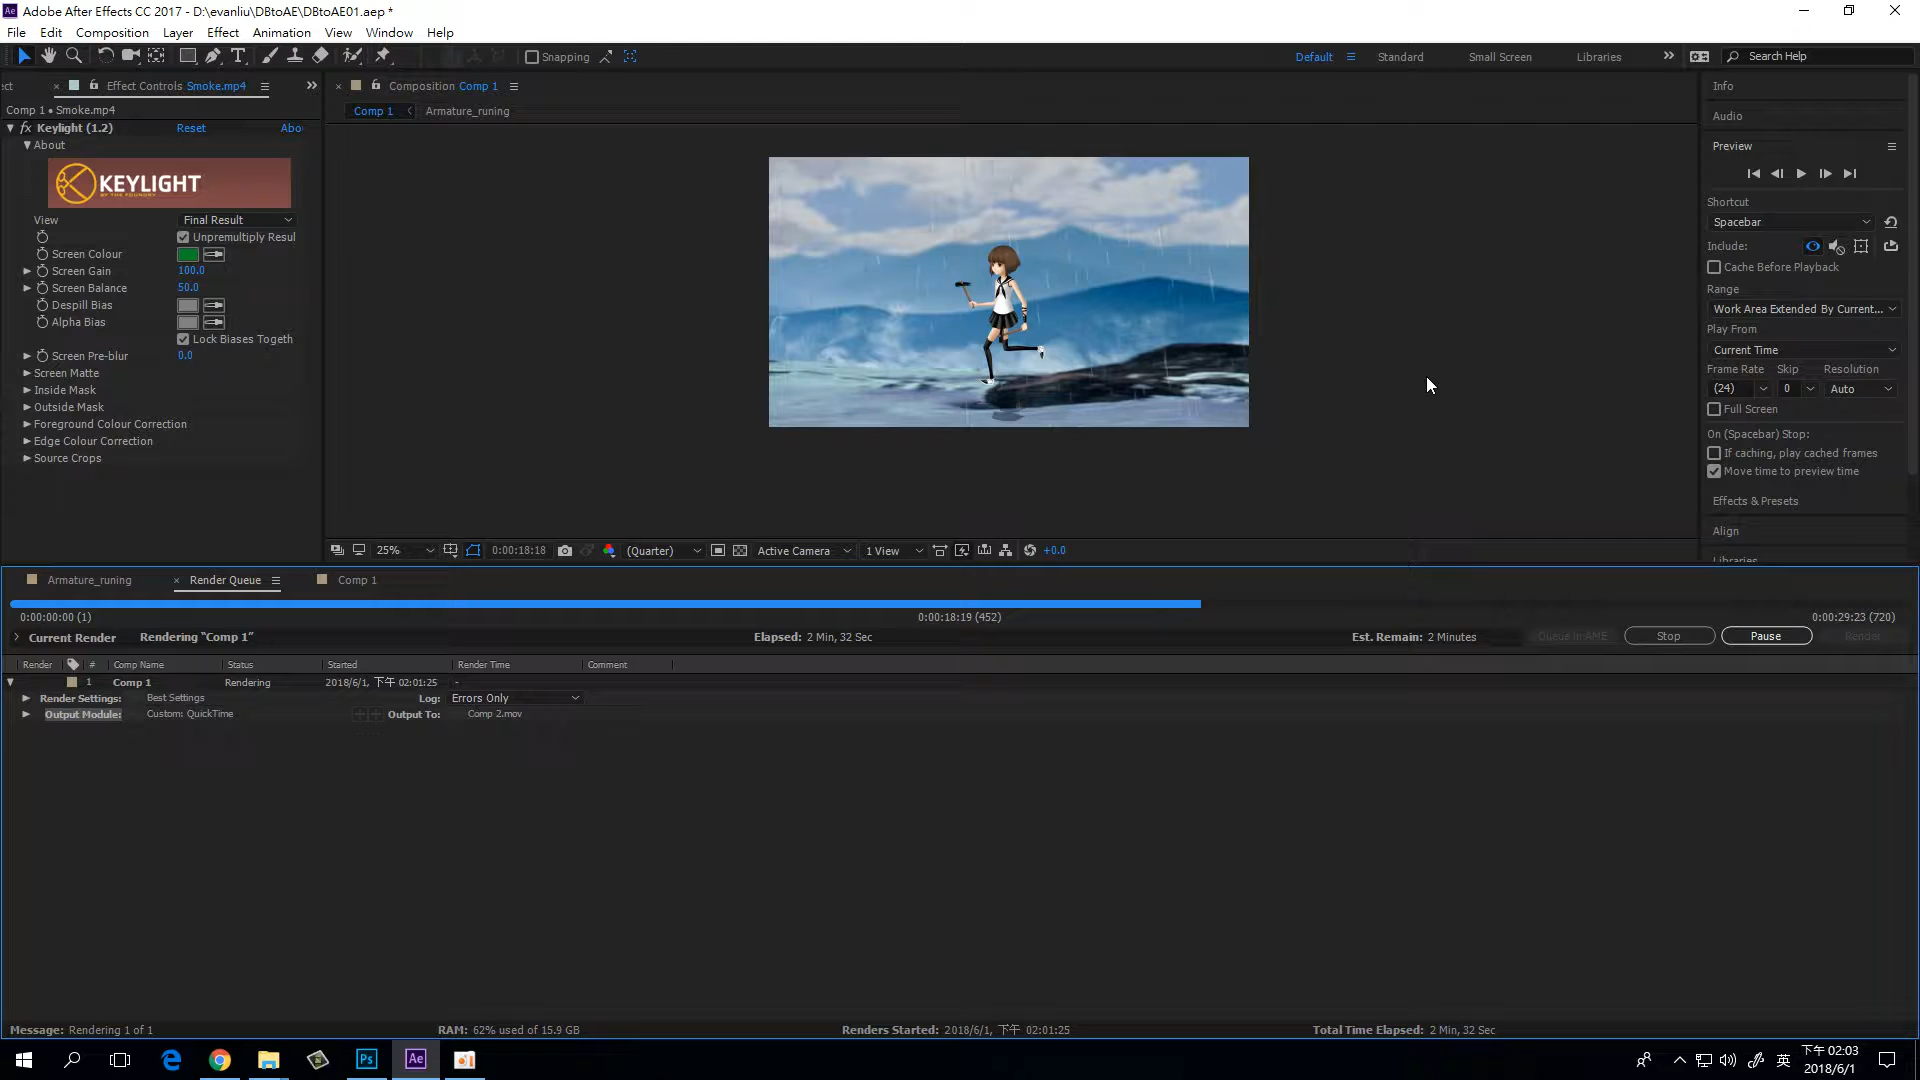 Adobe After Effects CC 2017 - D:\evanliu\DBtoAE\DBtoAE01.aep *
File Edit Composition Layer Effect Animation View Window Help
Snapping
Default Standard Small Screen Libraries Search Help
ect Effect Controls Smoke.mp4
Composition Comp 1
Info
Comp 1 • Smoke.mp4
Comp 1 Armature_runing
Audio
fx Keylight (1.2) Reset Abo
About
KEYLIGHT
BY THE FOUNDRY
View Final Result
Unpremultiply Resul
Screen Colour
Screen Gain 100.0
Screen Balance 50.0
Despill Bias
Alpha Bias
Lock Biases Togeth
Screen Pre-blur 0.0
Screen Matte
Inside Mask
Outside Mask
Foreground Colour Correction
Edge Colour Correction
Source Crops
Preview
Shortcut
Spacebar
Include:
Cache Before Playback
Range
Work Area Extended By Current...
Play From
Current Time
Frame Rate Skip Resolution
(24) 0 Auto
Full Screen
On (Spacebar) Stop:
If caching, play cached frames
Move time to preview time
Effects & Presets
Align
Libraries
25% 0:00:18:18 (Quarter) Active Camera 1 View +0.0
Armature_runing Render Queue Comp 1
0:00:00:00 (1) 0:00:18:19 (452) 0:00:29:23 (720)
Current Render Rendering “Comp 1” Elapsed: 2 Min, 32 Sec Est. Remain: 2 Minutes Queue in AME Stop Pause Render
Render # Comp Name Status Started Render Time Comment
1 Comp 1 Rendering 2018/6/1, 下午 02:01:25 -
Render Settings: Best Settings Log: Errors Only
Output Module: Custom: QuickTime Output To: Comp 2.mov
Message: Rendering 1 of 1 RAM: 62% used of 15.9 GB Renders Started: 2018/6/1, 下午 02:01:25 Total Time Elapsed: 2 Min, 32 Sec
Ps Ae
英
下午 02:03
2018/6/1